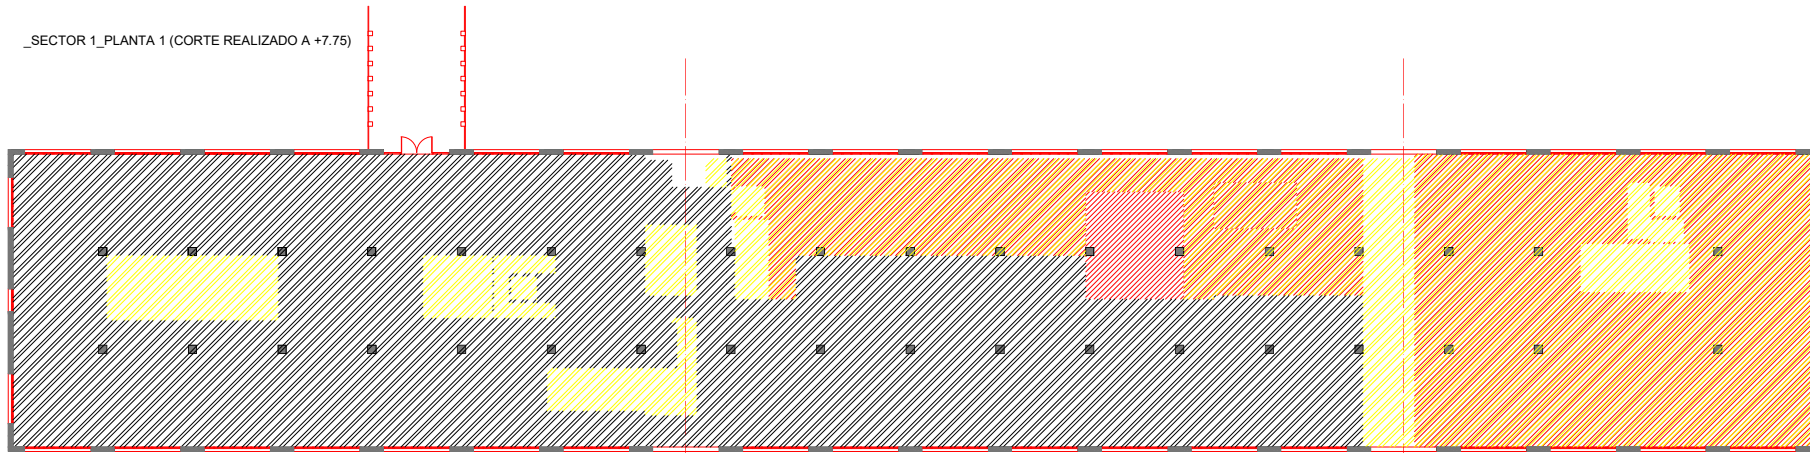 _SECTOR 1_PLANTA 1 (CORTE REALIZADO A +7.75)